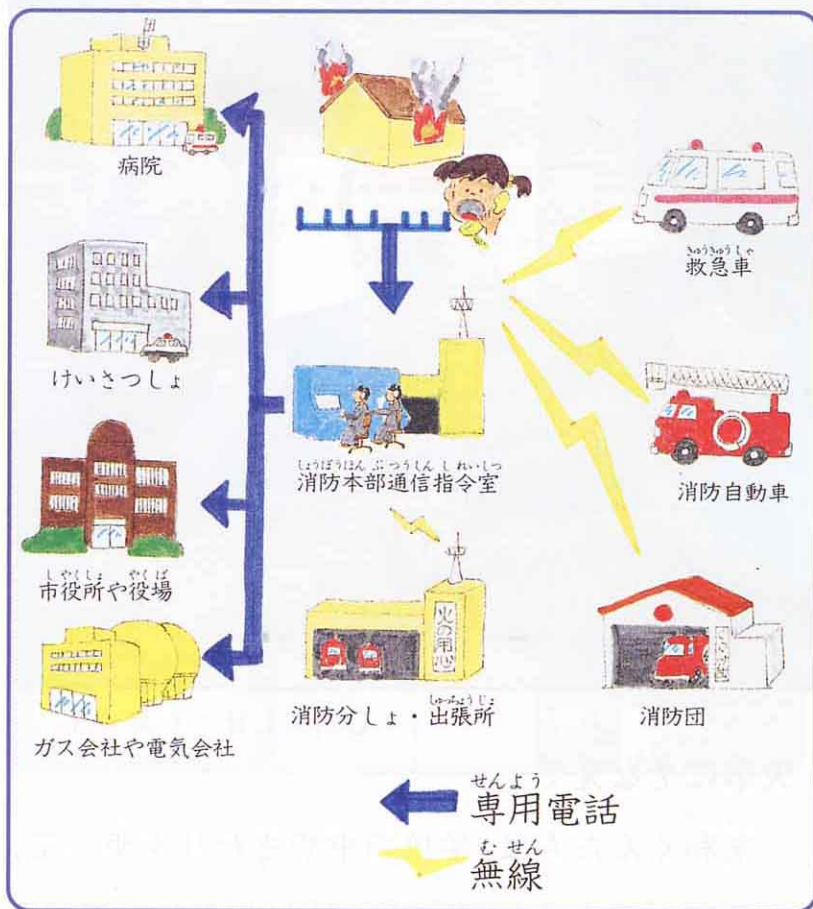 病院
きゅうきゅうしゃ
救急車
けいさつしょ
しょうぼうほんぶつうしんしれいしつ
消防本部通信指令室
消防自動車
しやくしょ やくば
市役所や役場
火の用心
しゅっちょうじょ
消防分しょ・出張所
消防団
ガス会社や電気会社
せんよう
専用電話
むせん
無線